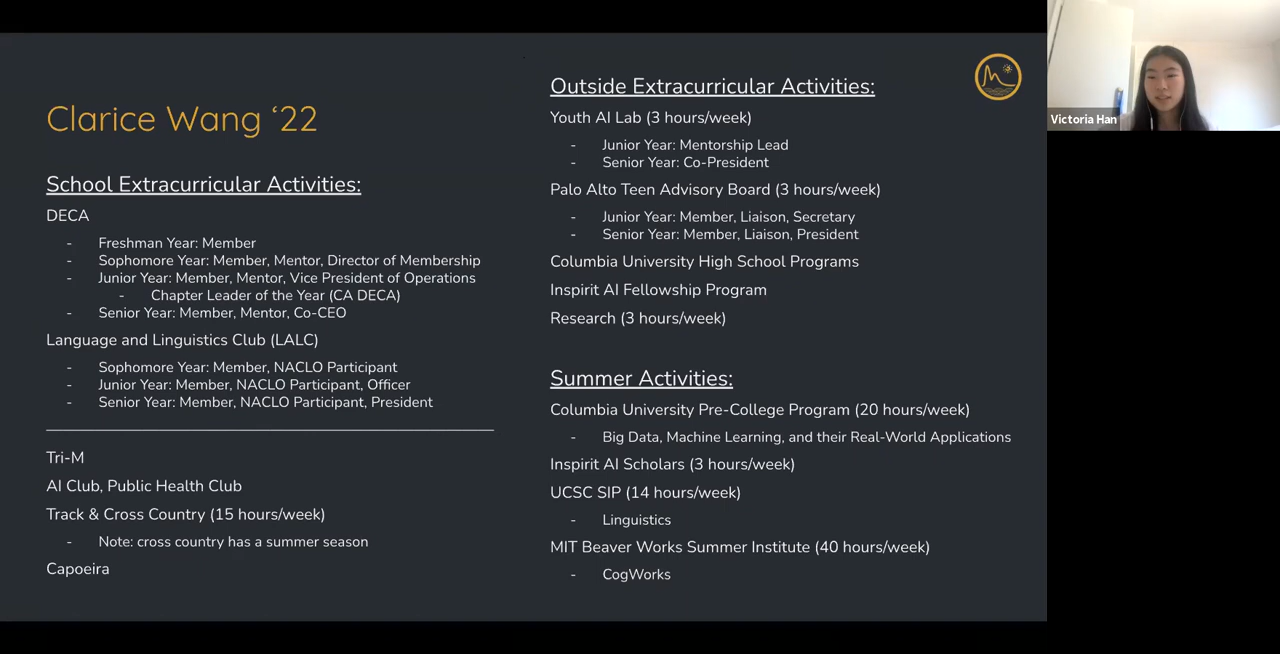 Clarice Wang ‘22
School Extracurricular Activities:
DECA
- Freshman Year: Member
- Sophomore Year: Member, Mentor, Director of Membership
- Junior Year: Member, Mentor, Vice President of Operations
- Chapter Leader of the Year (CA DECA)
- Senior Year: Member, Mentor, Co-CEO
Language and Linguistics Club (LALC)
- Sophomore Year: Member, NACLO Participant
- Junior Year: Member, NACLO Participant, Officer
- Senior Year: Member, NACLO Participant, President
Tri-M
AI Club, Public Health Club
Track & Cross Country (15 hours/week)
- Note: cross country has a summer season
Capoeira
Outside Extracurricular Activities:
Youth AI Lab (3 hours/week)
- Junior Year: Mentorship Lead
- Senior Year: Co-President
Palo Alto Teen Advisory Board (3 hours/week)
- Junior Year: Member, Liaison, Secretary
- Senior Year: Member, Liaison, President
Columbia University High School Programs
Inspirit AI Fellowship Program
Research (3 hours/week)
Summer Activities:
Columbia University Pre-College Program (20 hours/week)
- Big Data, Machine Learning, and their Real-World Applications
Inspirit AI Scholars (3 hours/week)
UCSC SIP (14 hours/week)
- Linguistics
MIT Beaver Works Summer Institute (40 hours/week)
- CogWorks
Victoria Han